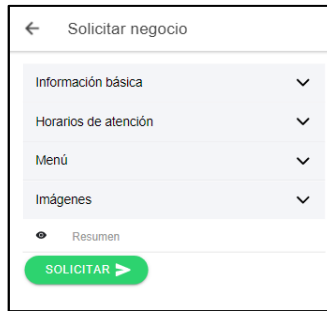 Solicitar negocio
Información básica
Horarios de atención
Menú
Imágenes
Resumen
SOLICITAR